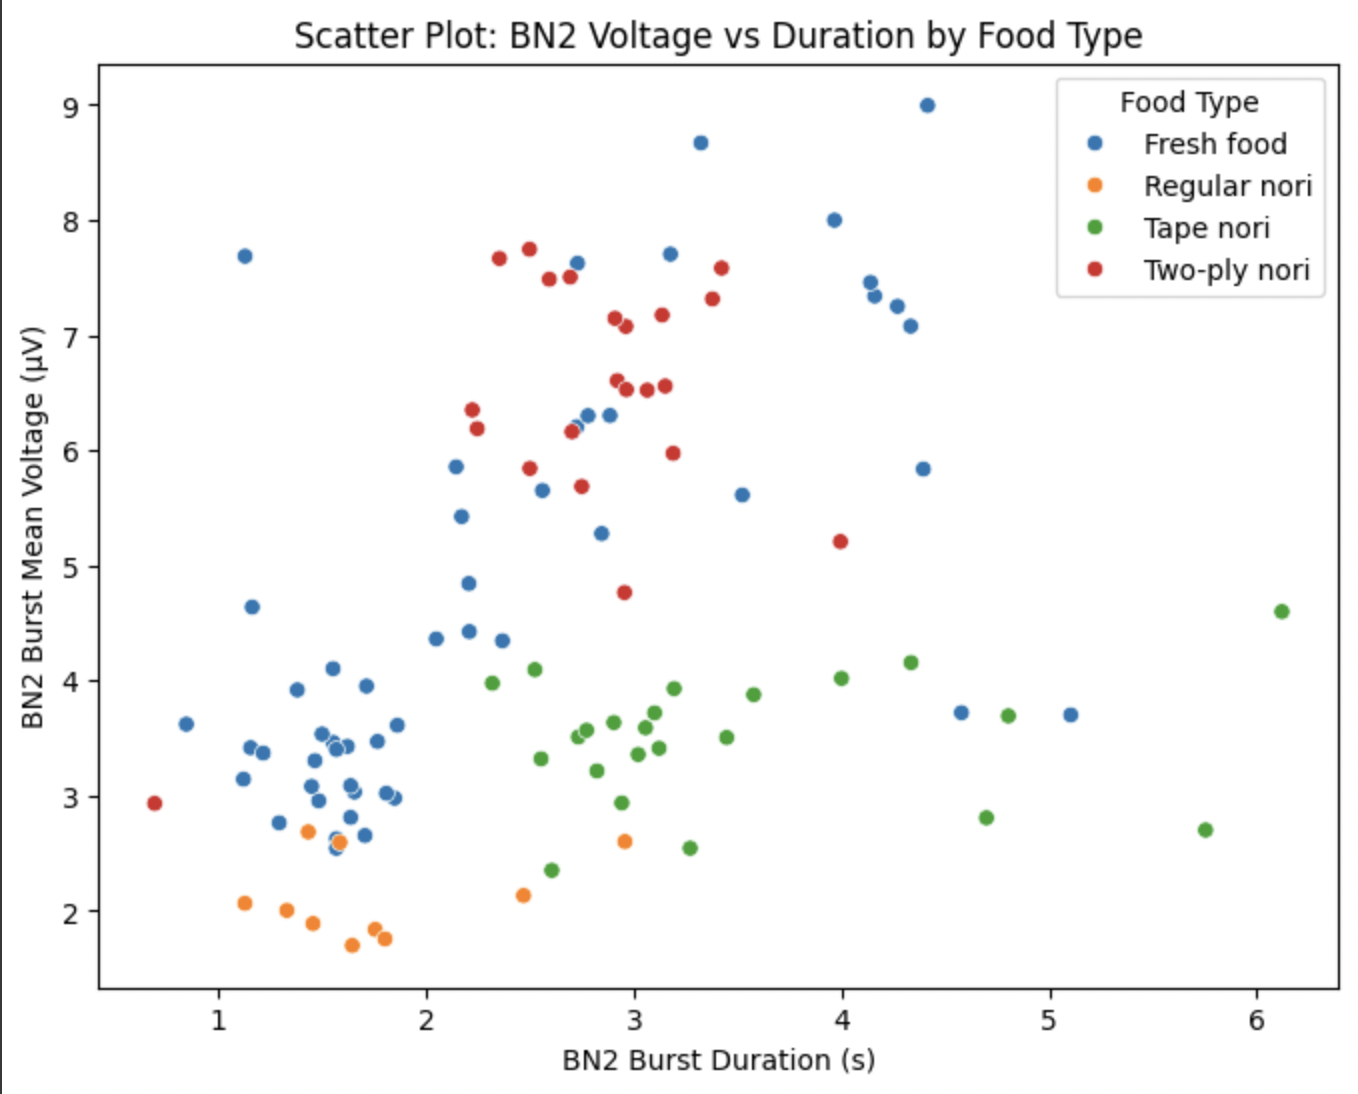 Scatter Plot: BN2 Voltage vs Duration by Food Type
Food Type
Fresh food
Regular nori
Tape nori
Two-ply nori
BN2 Burst Mean Voltage (µV)
9
8
7
6
5
4
3
2
1 2 3 4 5 6
BN2 Burst Duration (s)